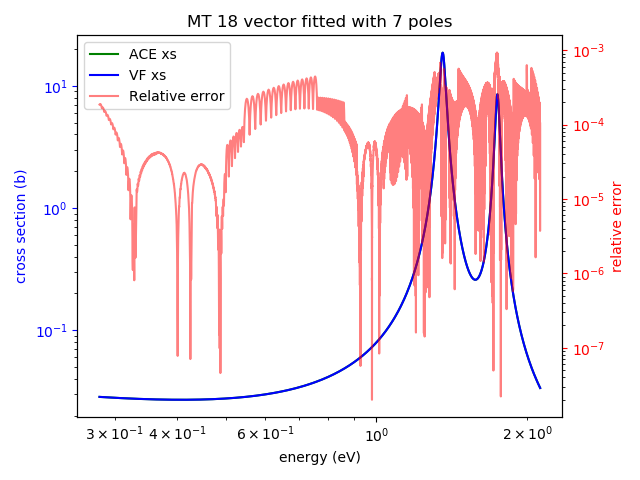 MT 18 vector fitted with 7 poles
ACE xs
VF xs
Relative error
cross section (b)
10¹
10⁰
10⁻¹
10⁻³
10⁻⁴
10⁻⁵
10⁻⁶
10⁻⁷
relative error
3 × 10⁻¹ 4 × 10⁻¹ 6 × 10⁻¹ 10⁰ 2 × 10⁰
energy (eV)